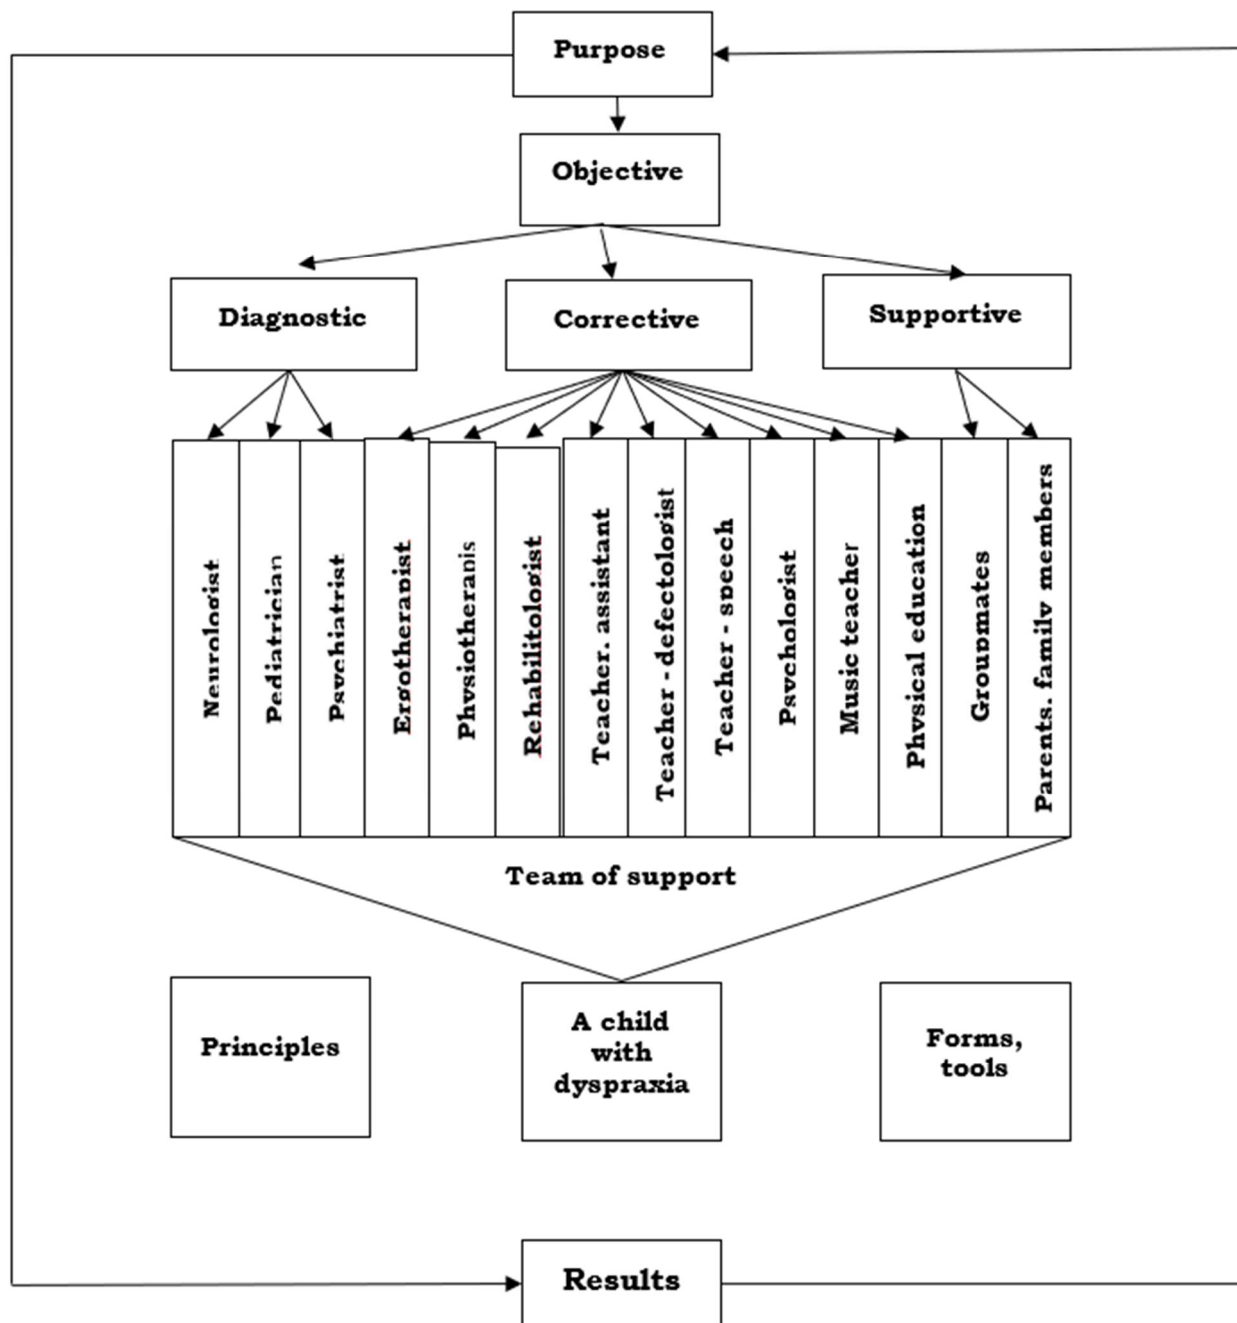 Purpose
Objective
Diagnostic
Corrective
Supportive
Neurologist
Pediatrician
Psychiatrist
Ergotherapist
Physiotherapis
Rehabilitologist
Teacher, assistant
Teacher - defectologist
Teacher - speech
Psychologist
Music teacher
Physical education
Groupmates
Parents, family members
Team of support
Principles
A child
with
dyspraxia
Forms,
tools
Results